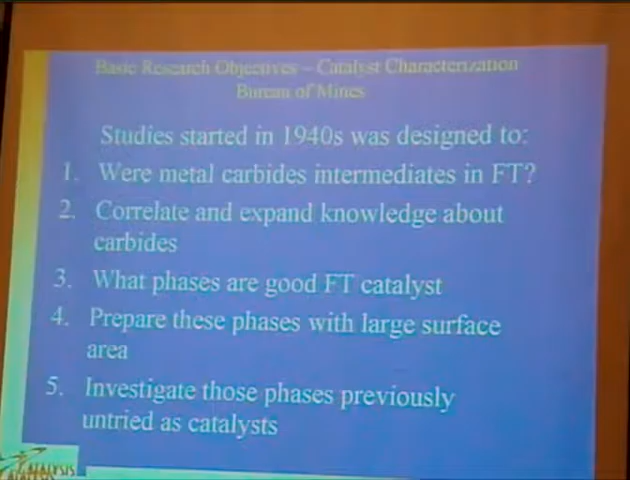 Basic Research Objectives – Catalyst Characterization
Bureau of Mines
Studies started in 1940s was designed to:
1. Were metal carbides intermediates in FT?
2. Correlate and expand knowledge about
carbides
3. What phases are good FT catalyst
4. Prepare these phases with large surface
area
5. Investigate those phases previously
untried as catalysts
CATALYSIS